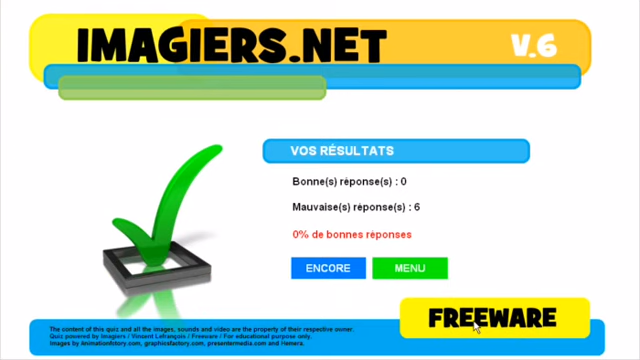 IMAGIERS.NET
V.6
VOS RÉSULTATS
Bonne(s) réponse(s) : 0
Mauvaise(s) réponse(s) : 6
0% de bonnes réponses
ENCORE
MENU
FREEWARE
The content of this quiz and all the images, sounds and video are the property of their respective owner.
Quiz powered by Imagiers / Vincent Lefrançois / Freeware / For educational purpose only.
Images by Animationfctory.com, graphicsfactory.com, presentermedia.com and